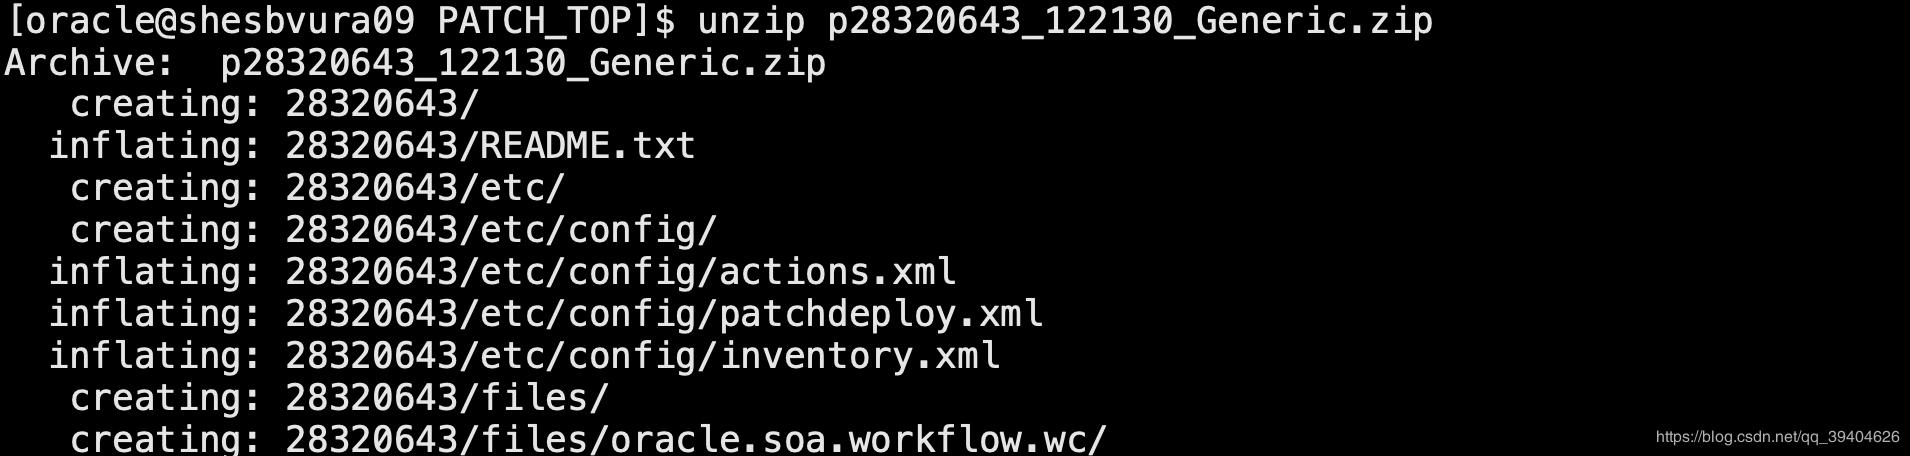 [oracle@shesbvura09 PATCH_TOP]$ unzip p28320643_122130_Generic.zip
Archive:  p28320643_122130_Generic.zip
   creating: 28320643/
  inflating: 28320643/README.txt
   creating: 28320643/etc/
   creating: 28320643/etc/config/
  inflating: 28320643/etc/config/actions.xml
  inflating: 28320643/etc/config/patchdeploy.xml
  inflating: 28320643/etc/config/inventory.xml
   creating: 28320643/files/
   creating: 28320643/files/oracle.soa.workflow.wc/
https://blog.csdn.net/qq_39404626